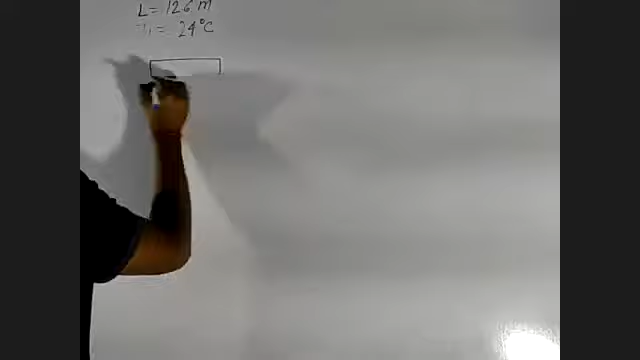 L = 126 m
T₁ = 24°C